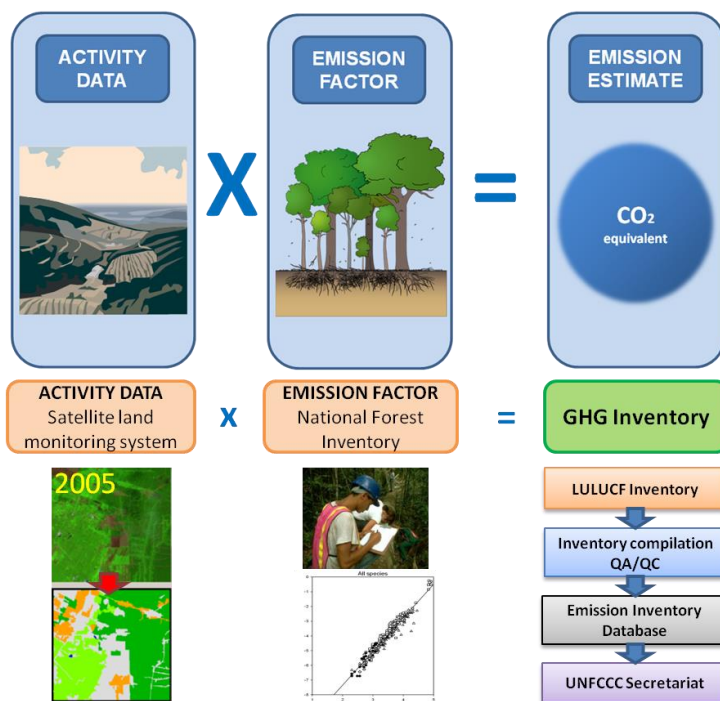 ACTIVITY
DATA
EMISSION
FACTOR
EMISSION
ESTIMATE
X
=
CO₂
equivalent
ACTIVITY DATA
Satellite land
monitoring system
x
EMISSION FACTOR
National Forest
Inventory
=
GHG Inventory
2005
All species
LULUCF Inventory
Inventory compilation
QA/QC
Emission Inventory
Database
UNFCCC Secretariat